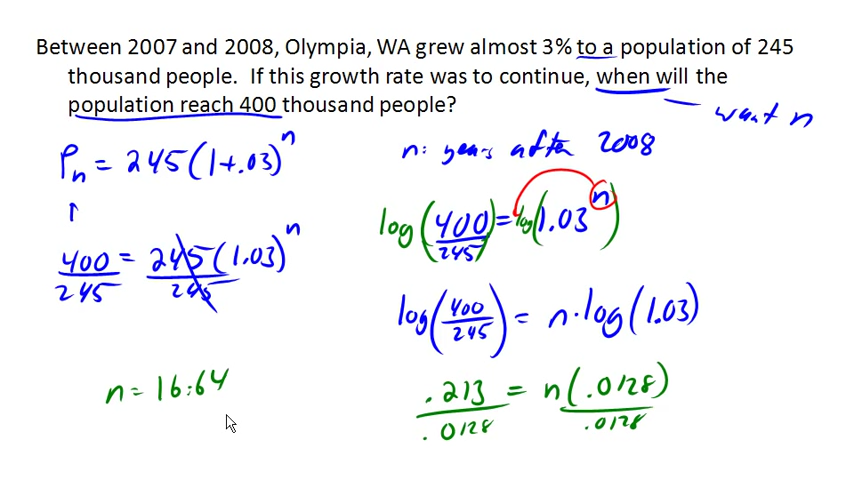 Between 2007 and 2008, Olympia, WA grew almost 3% to a population of 245
thousand people. If this growth rate was to continue, when will the
population reach 400 thousand people?
want n
Pₙ = 245(1+.03)ⁿ
n: years after 2008
400/245 = 245(1.03)ⁿ/245
log(400/245) = log(1.03ⁿ)
log(400/245) = n·log(1.03)
.213/.0128 = n(.0128)/.0128
n = 16.64